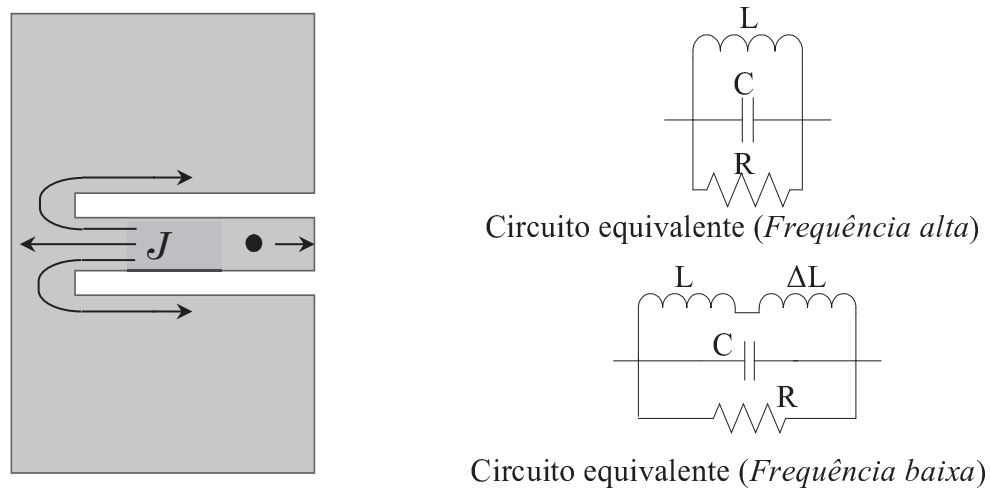 L
C
R
Circuito equivalente (Frequência alta)
J
L ΔL
C
R
Circuito equivalente (Frequência baixa)